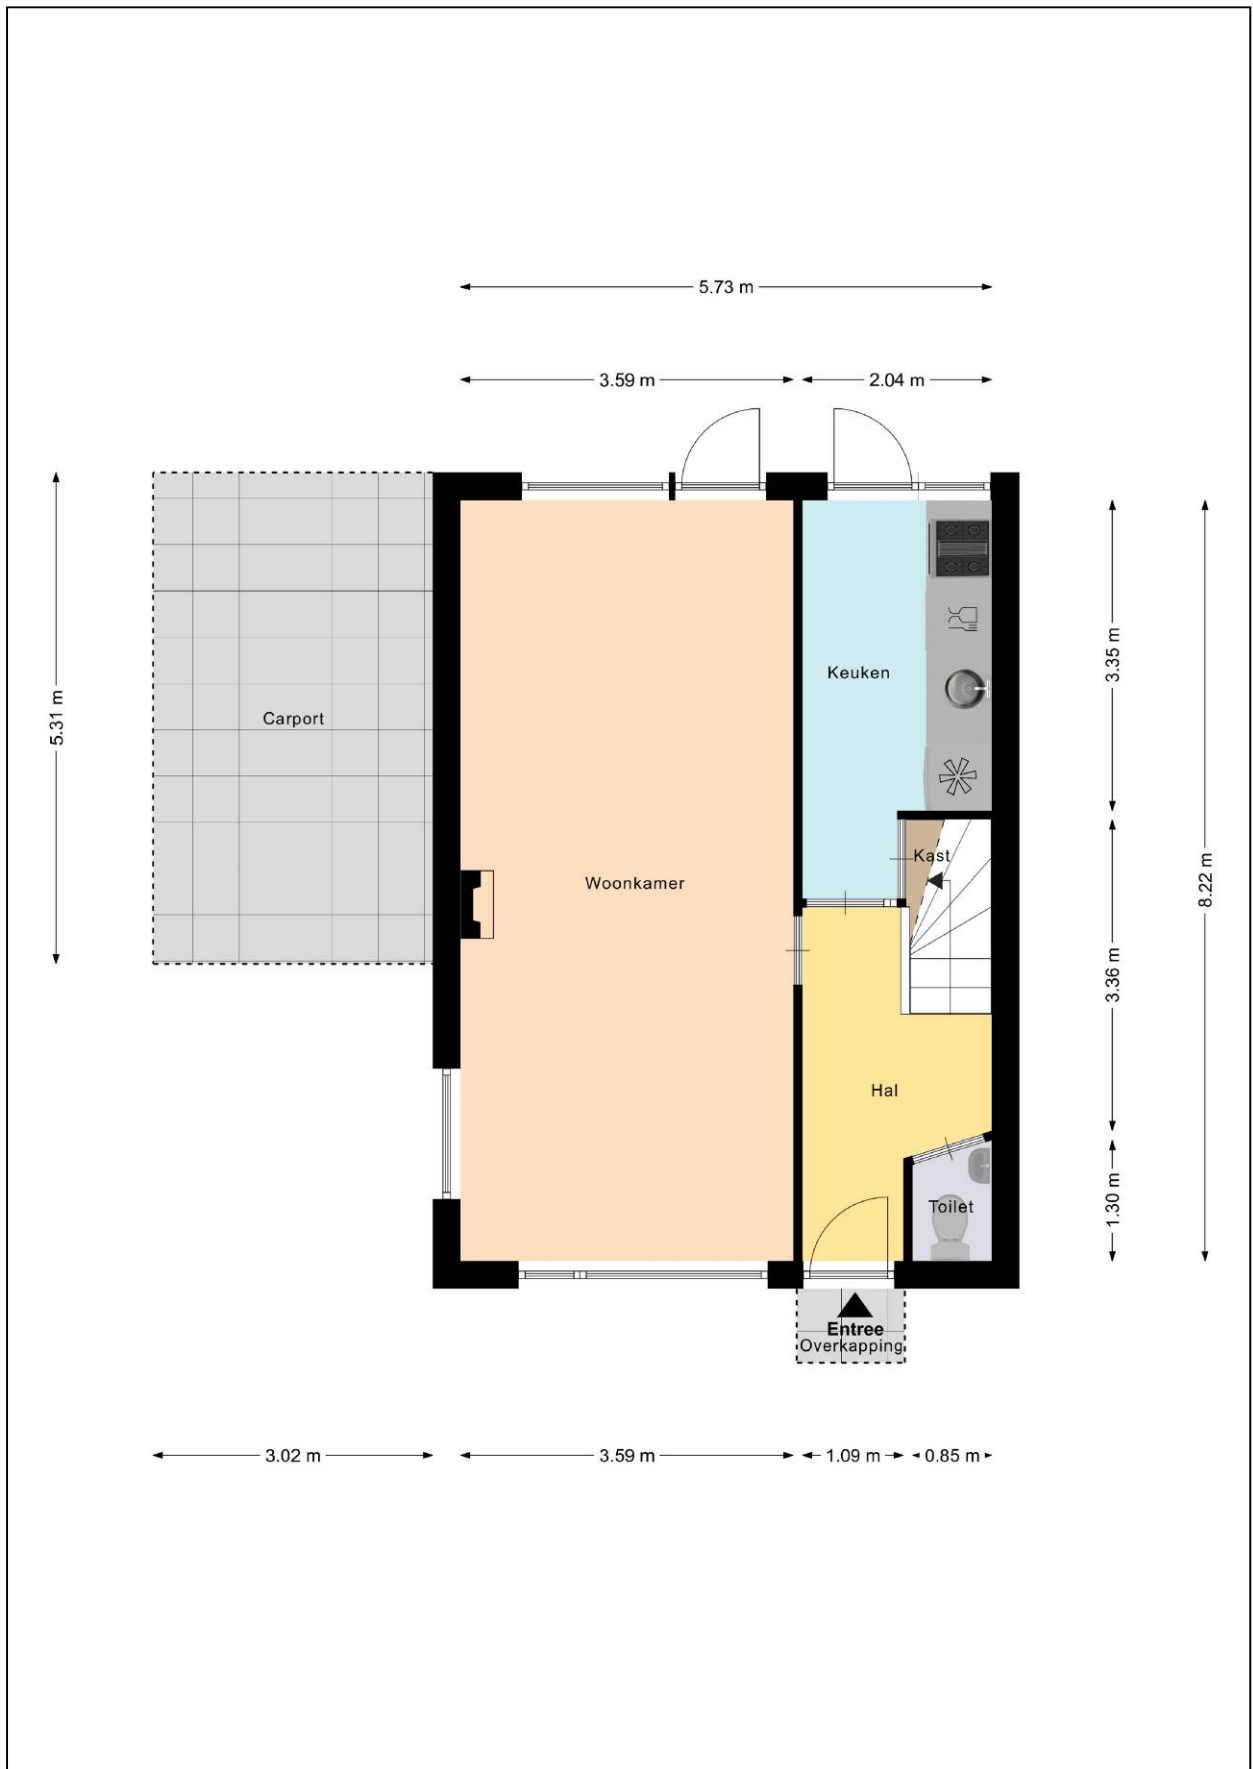 5.73 m
3.59 m
2.04 m
5.31 m
Carport
Keuken
3.35 m
Kast
Woonkamer
8.22 m
3.36 m
Hal
Toilet
1.30 m
Entree
Overkapping
3.02 m
3.59 m
1.09 m
0.85 m